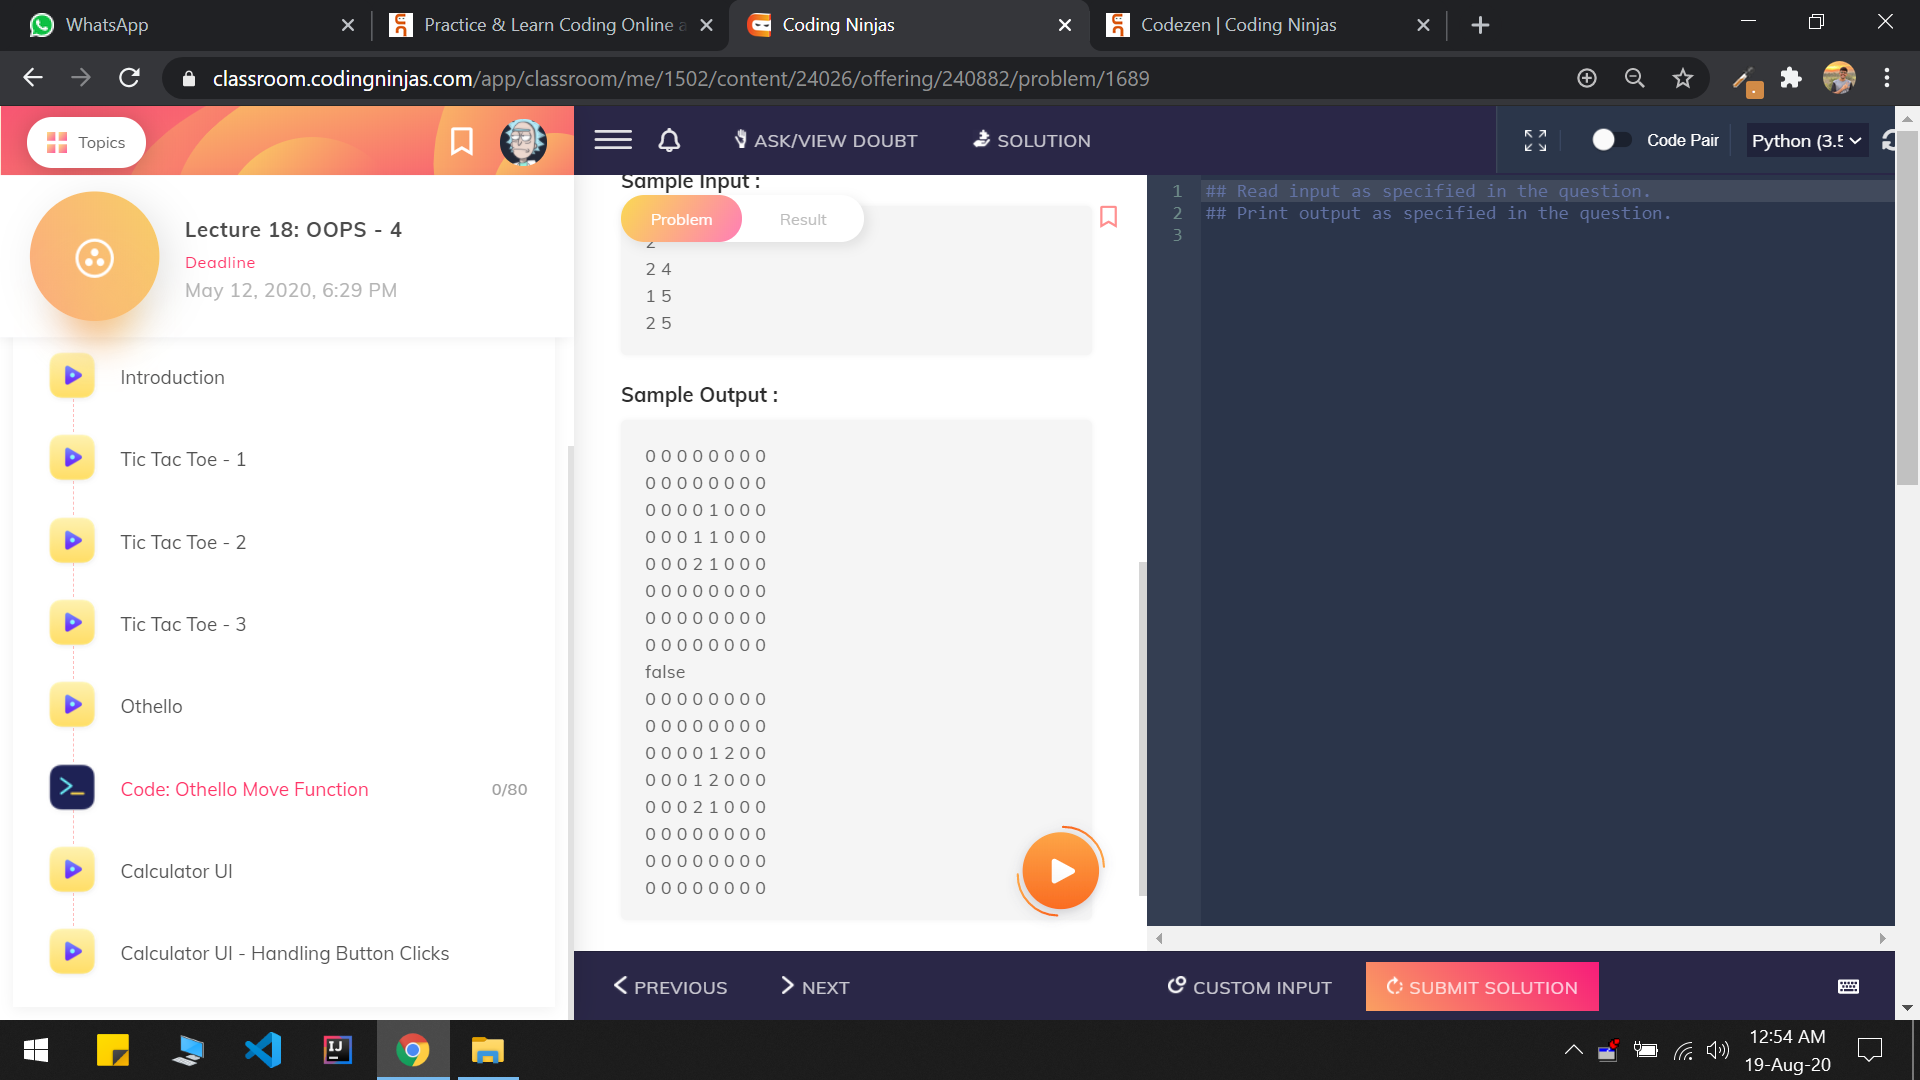 WhatsApp
Practice & Learn Coding Online a
Coding Ninjas
Codezen | Coding Ninjas
classroom.codingninjas.com/app/classroom/me/1502/content/24026/offering/240882/problem/1689
Topics
Lecture 18: OOPS - 4
Deadline
May 12, 2020, 6:29 PM
Introduction
Tic Tac Toe - 1
Tic Tac Toe - 2
Tic Tac Toe - 3
Othello
Code: Othello Move Function
0/80
Calculator UI
Calculator UI - Handling Button Clicks
ASK/VIEW DOUBT
SOLUTION
Sample Input :
Problem
Result
2
2 4
1 5
2 5
Sample Output :
0 0 0 0 0 0 0 0
0 0 0 0 0 0 0 0
0 0 0 0 1 0 0 0
0 0 0 1 1 0 0 0
0 0 0 2 1 0 0 0
0 0 0 0 0 0 0 0
0 0 0 0 0 0 0 0
0 0 0 0 0 0 0 0
false
0 0 0 0 0 0 0 0
0 0 0 0 0 0 0 0
0 0 0 0 1 2 0 0
0 0 0 1 2 0 0 0
0 0 0 2 1 0 0 0
0 0 0 0 0 0 0 0
0 0 0 0 0 0 0 0
0 0 0 0 0 0 0 0
Code Pair
Python (3.5
1 ## Read input as specified in the question.
2 ## Print output as specified in the question.
3
PREVIOUS
NEXT
CUSTOM INPUT
SUBMIT SOLUTION
IJ
12:54 AM
19-Aug-20